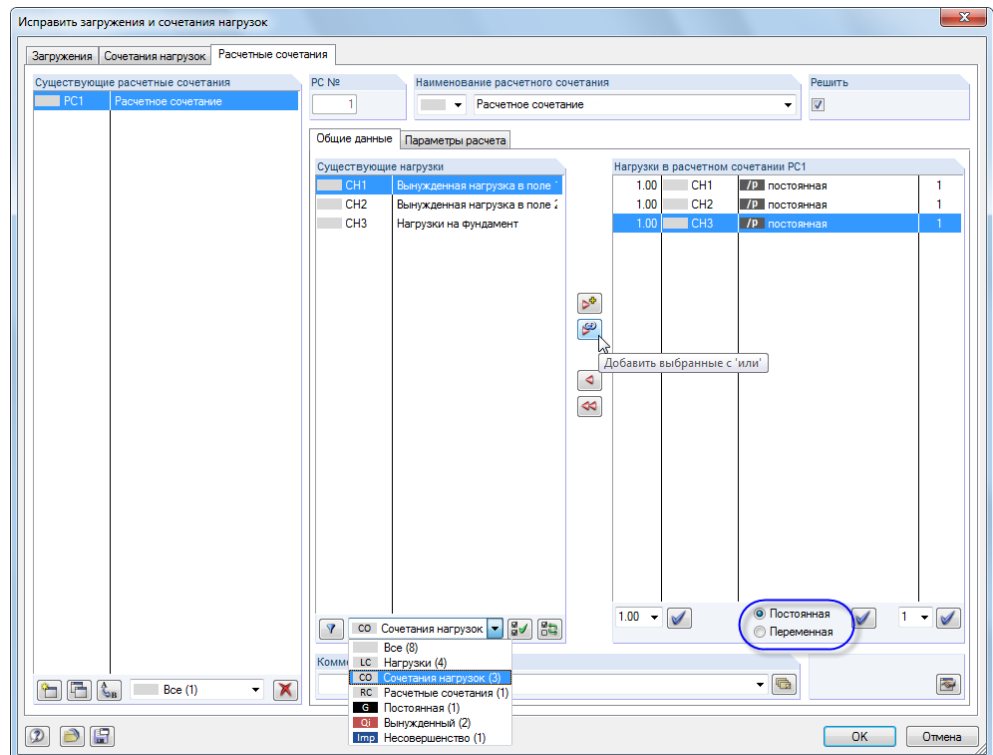 Исправить загружения и сочетания нагрузок
Загружения Сочетания нагрузок Расчетные сочетания
Существующие расчетные сочетания
PC1 Расчетное сочетание
PC №
1
Наименование расчетного сочетания
Расчетное сочетание
Решить
Общие данные Параметры расчета
Существующие нагрузки
CH1 Вынужденная нагрузка в поле
CH2 Вынужденная нагрузка в поле 2
CH3 Нагрузки на фундамент
Нагрузки в расчетном сочетании PC1
1.00 CH1 /P постоянная 1
1.00 CH2 /P постоянная 1
1.00 CH3 /P постоянная 1
Добавить выбранные с 'или'
CO Сочетания нагрузок
Все (8)
LC Нагрузки (4)
CO Сочетания нагрузок (3)
RC Расчетные сочетания (1)
G Постоянная (1)
Qi Вынужденный (2)
Imp Несовершенство (1)
1.00
Постоянная
Переменная
1
Комме
Все (1)
OK
Отмена